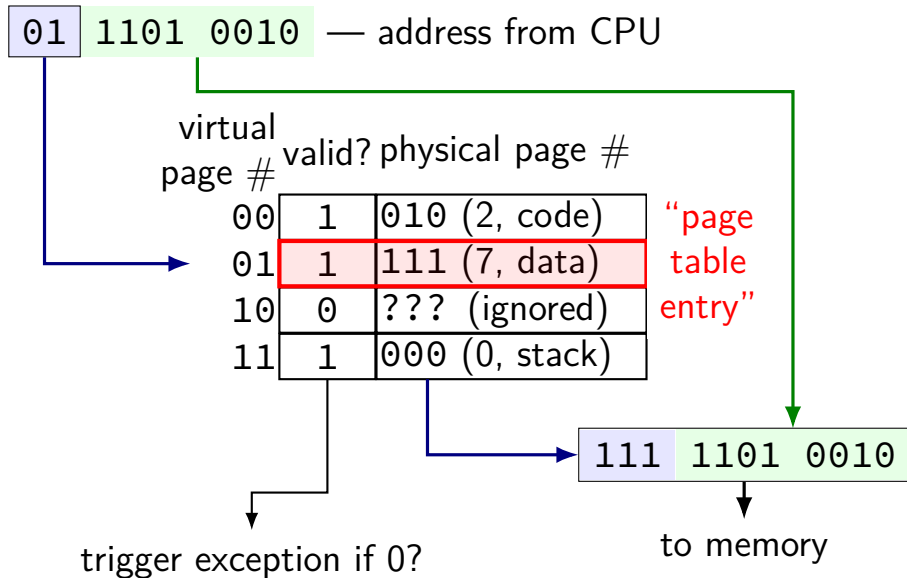 01 1101 0010 — address from CPU
virtual
page #
valid?
physical page #
00 1 010 (2, code)
01 1 111 (7, data)
10 0 ??? (ignored)
11 1 000 (0, stack)
“page
table
entry”
111 1101 0010
trigger exception if 0?
to memory